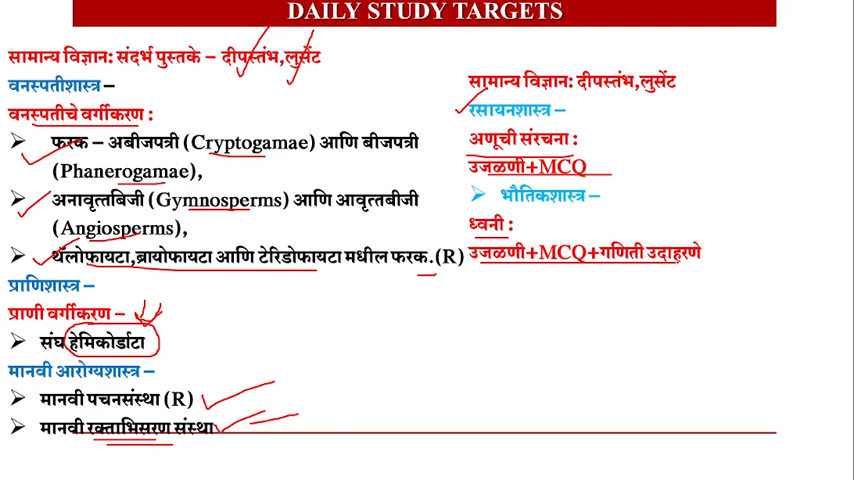 DAILY STUDY TARGETS
सामान्य विज्ञान: संदर्भ पुस्तके – दीपस्तंभ,लुसेंट
वनस्पतीशास्त्र –
वनस्पतीचे वर्गीकरण :
फरक – अबीजपत्री (Cryptogamae) आणि बीजपत्री
(Phanerogamae),
अनावृत्तबिजी (Gymnosperms) आणि आवृत्तबीजी
(Angiosperms),
थॅलोफायटा,ब्रायोफायटा आणि टेरिडोफायटा मधील फरक.(R)
प्राणिशास्त्र –
प्राणी वर्गीकरण –
संघ हेमिकोर्डाटा
मानवी आरोग्यशास्त्र –
मानवी पचनसंस्था (R)
मानवी रक्ताभिसरण संस्था
सामान्य विज्ञान: दीपस्तंभ,लुसेंट
रसायनशास्त्र –
अणूची संरचना :
उजळणी+MCQ
भौतिकशास्त्र –
ध्वनी :
उजळणी+MCQ+गणिती उदाहरणे